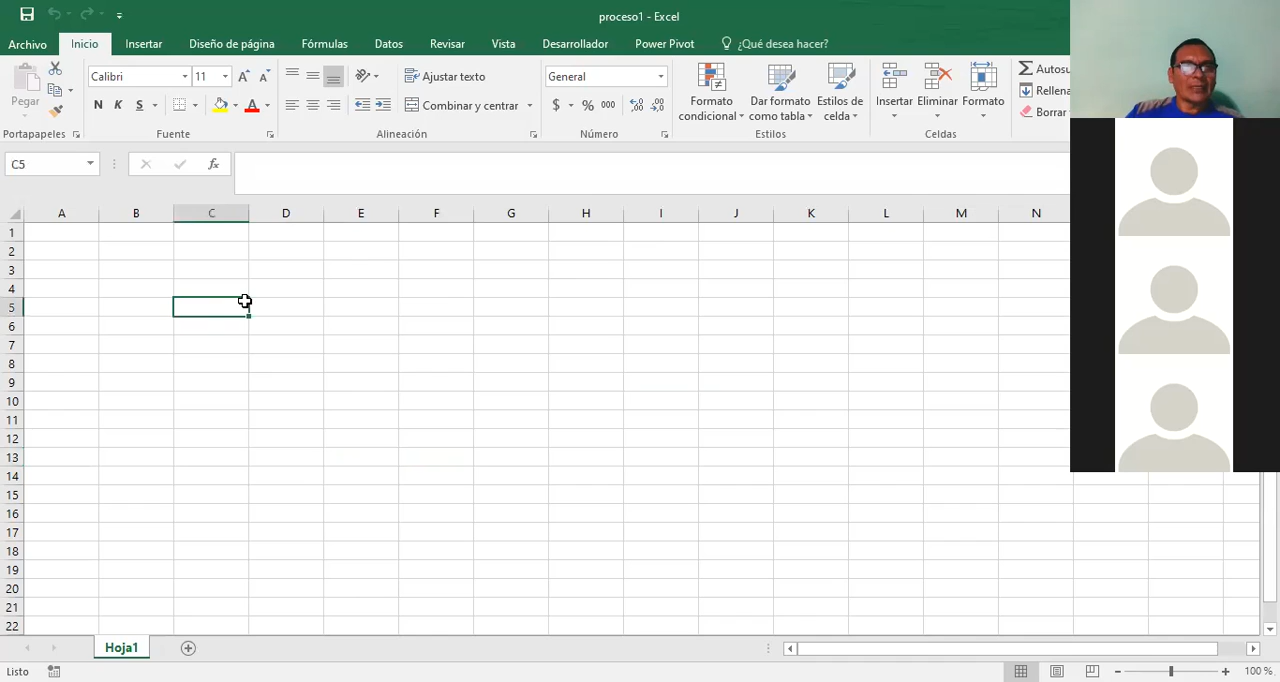 proceso1 - Excel
Archivo Inicio Insertar Diseño de página Fórmulas Datos Revisar Vista Desarrollador Power Pivot ¿Qué desea hacer?
Pegar
Calibri 11
N K S
Ajustar texto
Combinar y centrar
General
$ % 000
Formato condicional
Dar formato como tabla
Estilos de celda
Insertar Eliminar Formato
Autosu
Rellena
Borrar
Portapapeles Fuente Alineación Número Estilos Celdas
C5 fx
A B C D E F G H I J K L M N
1
2
3
4
5
6
7
8
9
10
11
12
13
14
15
16
17
18
19
20
21
22
Hoja1
Listo 100 %